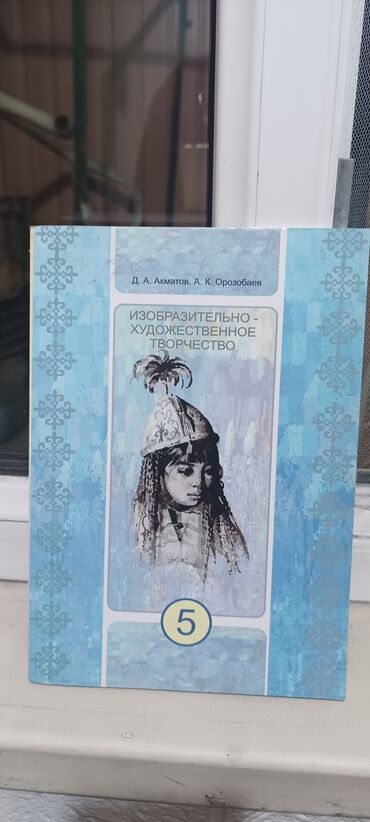 Д. А. Акматов, А. К. Орозобаев
ИЗОБРАЗИТЕЛЬНО -
ХУДОЖЕСТВЕННОЕ
ТВОРЧЕСТВО
5